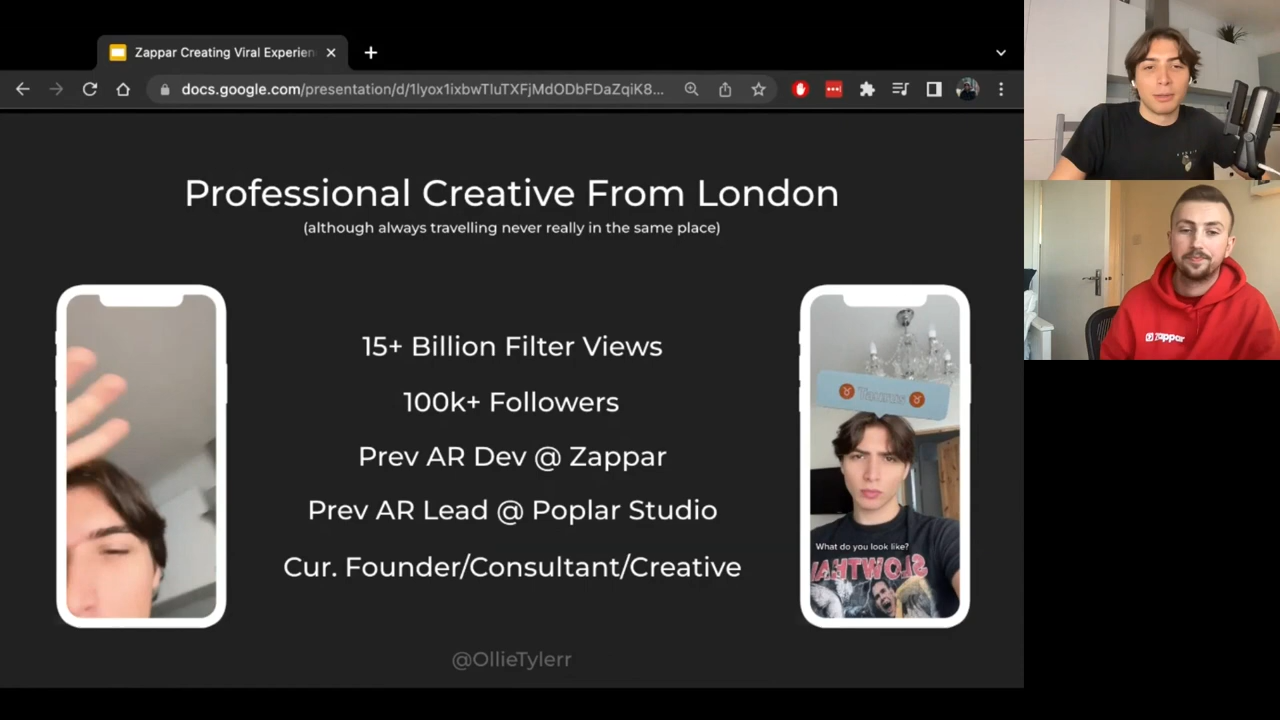 Zappar Creating Viral Experien
docs.google.com/presentation/d/1lyox1ixbwTluTXFjMdODbFDaZqiK8...
Professional Creative From London
(although always travelling never really in the same place)
15+ Billion Filter Views
100k+ Followers
Prev AR Dev @ Zappar
Prev AR Lead @ Poplar Studio
Cur. Founder/Consultant/Creative
@OllieTylerr
Taurus
What do you look like?
zappar